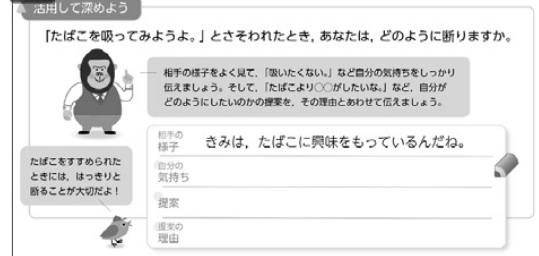 活用して深めよう
「たばこを吸ってみようよ。」とさそわれたとき,あなたは,どのように断りますか。
相手の様子をよく見て,「吸いたくない。」など自分の気持ちをしっかり
伝えましょう。そして,「たばこより○○がしたいな。」など,自分が
どのようにしたいのかの提案を,その理由とあわせて伝えましょう。
たばこをすすめられた
ときには,はっきりと
断ることが大切だよ!
相手の
様子
きみは,たばこに興味をもっているんだね。
自分の
気持ち
提案
提案の
理由